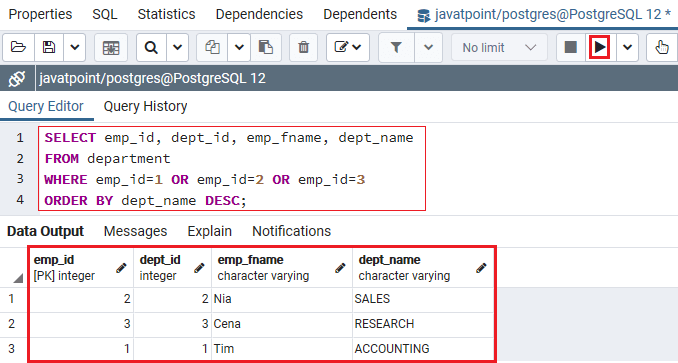 Properties SQL Statistics Dependencies Dependents javatpoint/postgres@PostgreSQL 12 *
No limit
javatpoint/postgres@PostgreSQL 12
Query Editor Query History
1 SELECT emp_id, dept_id, emp_fname, dept_name
2 FROM department
3 WHERE emp_id=1 OR emp_id=2 OR emp_id=3
4 ORDER BY dept_name DESC;
Data Output Messages Explain Notifications
emp_id dept_id emp_fname dept_name
[PK] integer integer character varying character varying
1 2 2 Nia SALES
2 3 3 Cena RESEARCH
3 1 1 Tim ACCOUNTING